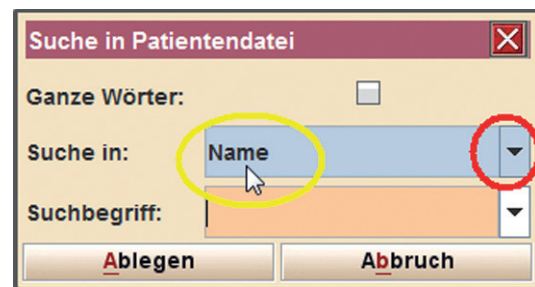 Suche in Patientendatei
Ganze Wörter:
Suche in: Name
Suchbegriff:
Ablegen Abbruch